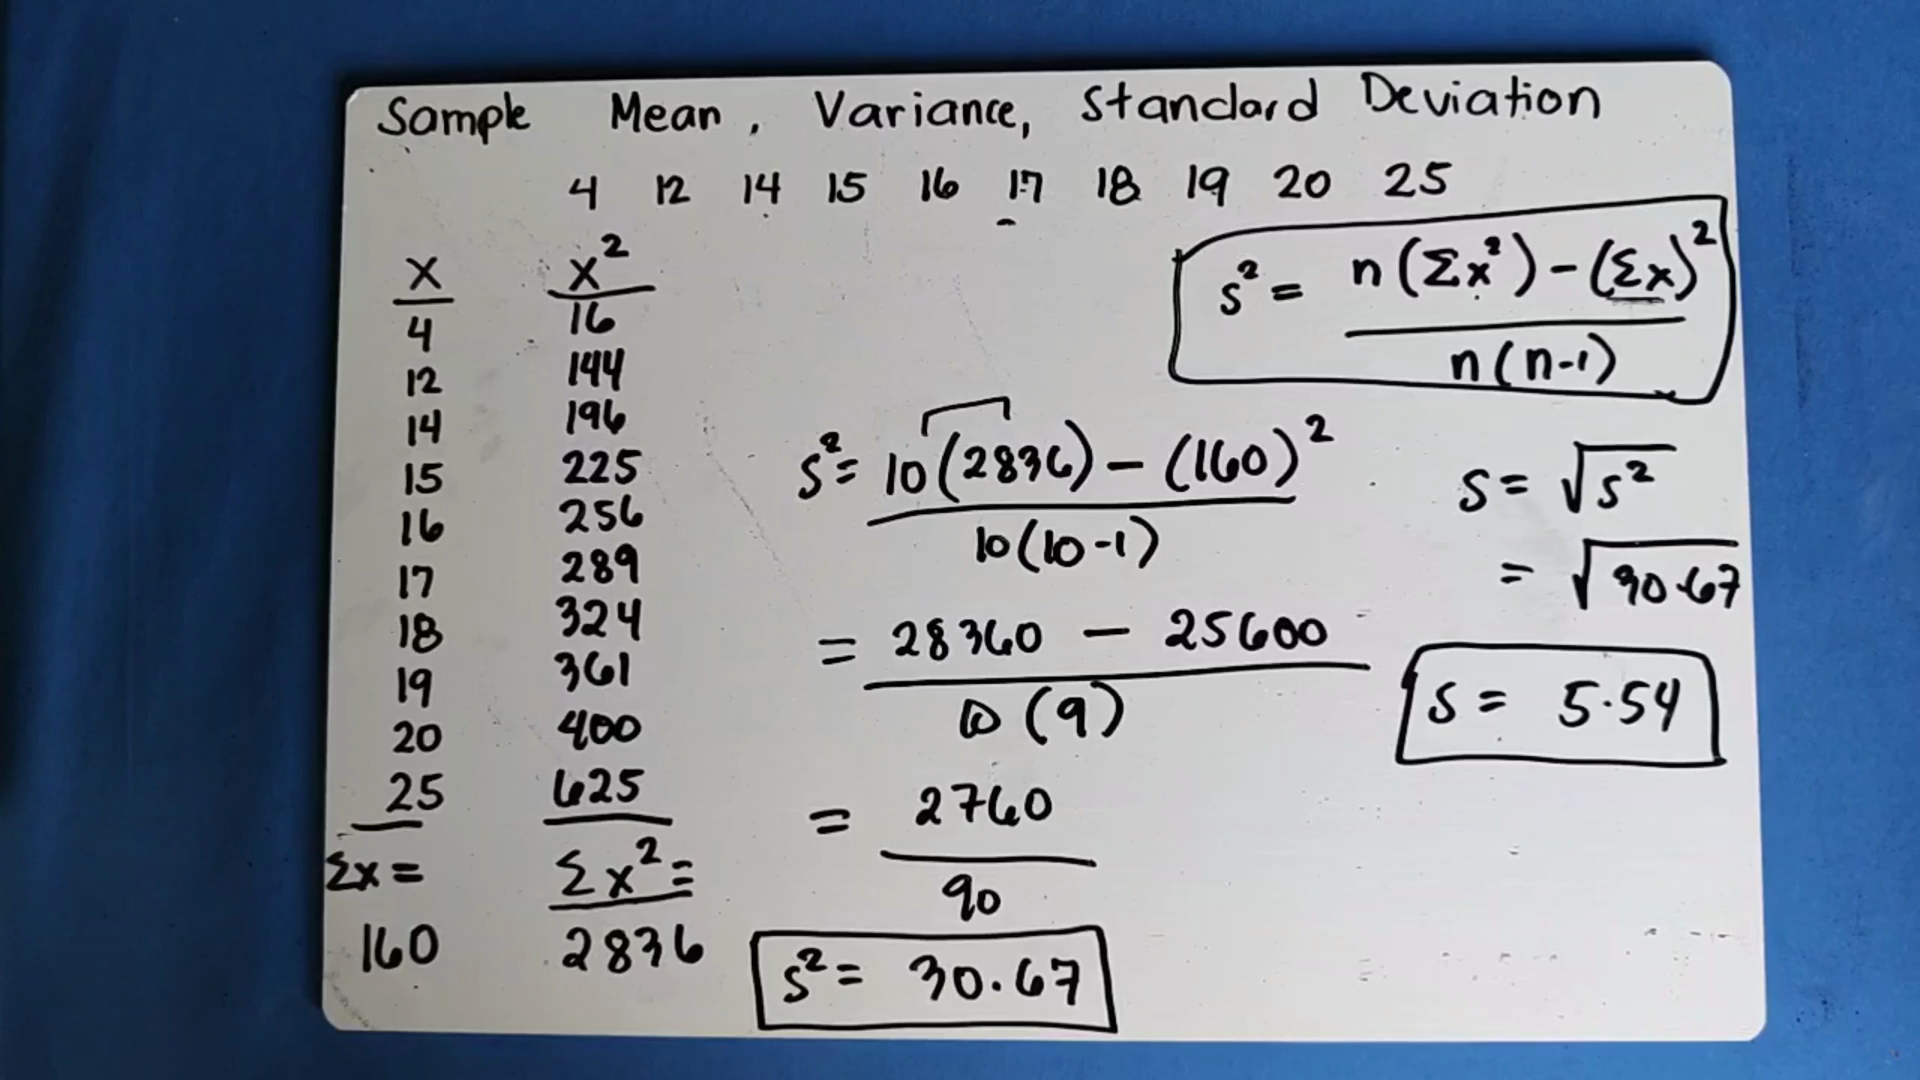 Sample Mean, Variance, Standard Deviation
4 12 14 15 16 17 18 19 20 25
x x²
4 16
12 144
14 196
15 225
16 256
17 289
18 324
19 361
20 400
25 625
Σx = Σx² =
160 2836
s² = n(Σx²) - (Σx)² / n(n-1)
s² = 10(2836) - (160)² / 10(10-1)
= 28360 - 25600 / 10(9)
= 2760 / 90
s² = 30.67
s = √s²
= √30.67
s = 5.54